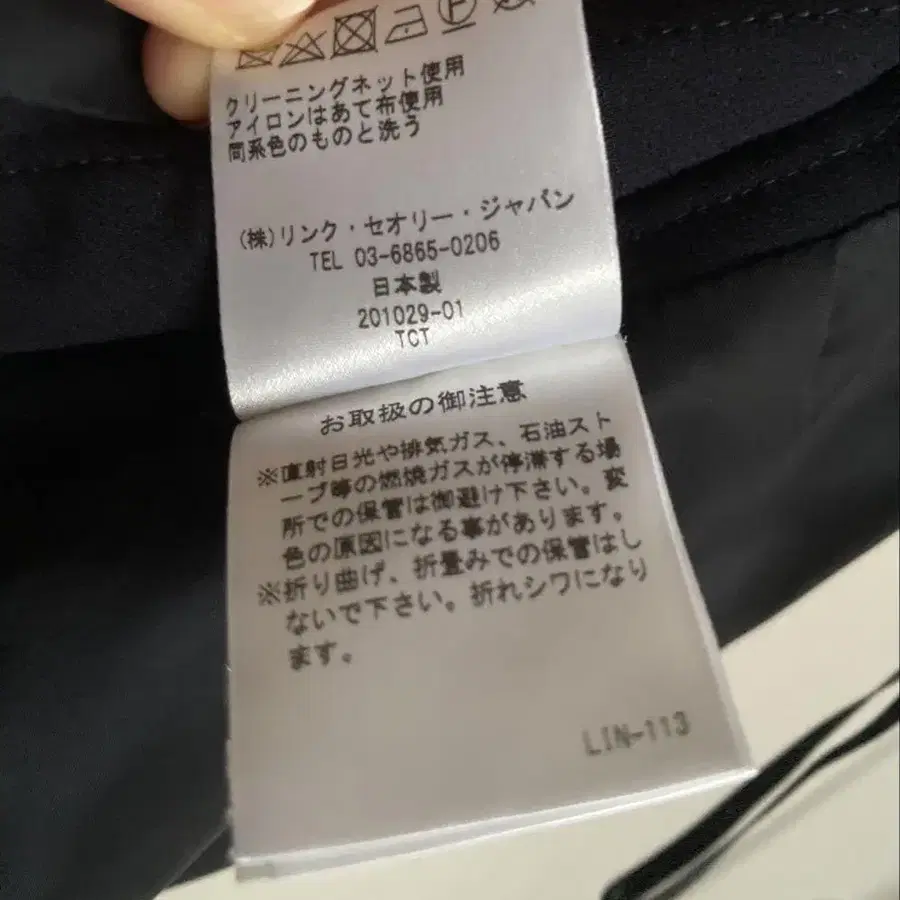 クリーニングネット使用
アイロンはあて布使用
同系色のものと洗う
(株)リンク・セオリー・ジャパン
TEL 03-6865-0206
日本製
201029-01
TCT
お取扱の御注意
※直射日光や排気ガス、石油スト
ーブ等の燃焼ガスが停滞する場
所での保管は御避け下さい。変
色の原因になる事があります。
※折り曲げ、折畳みでの保管はし
ないで下さい。折れシワになり
ます。
LIN-113